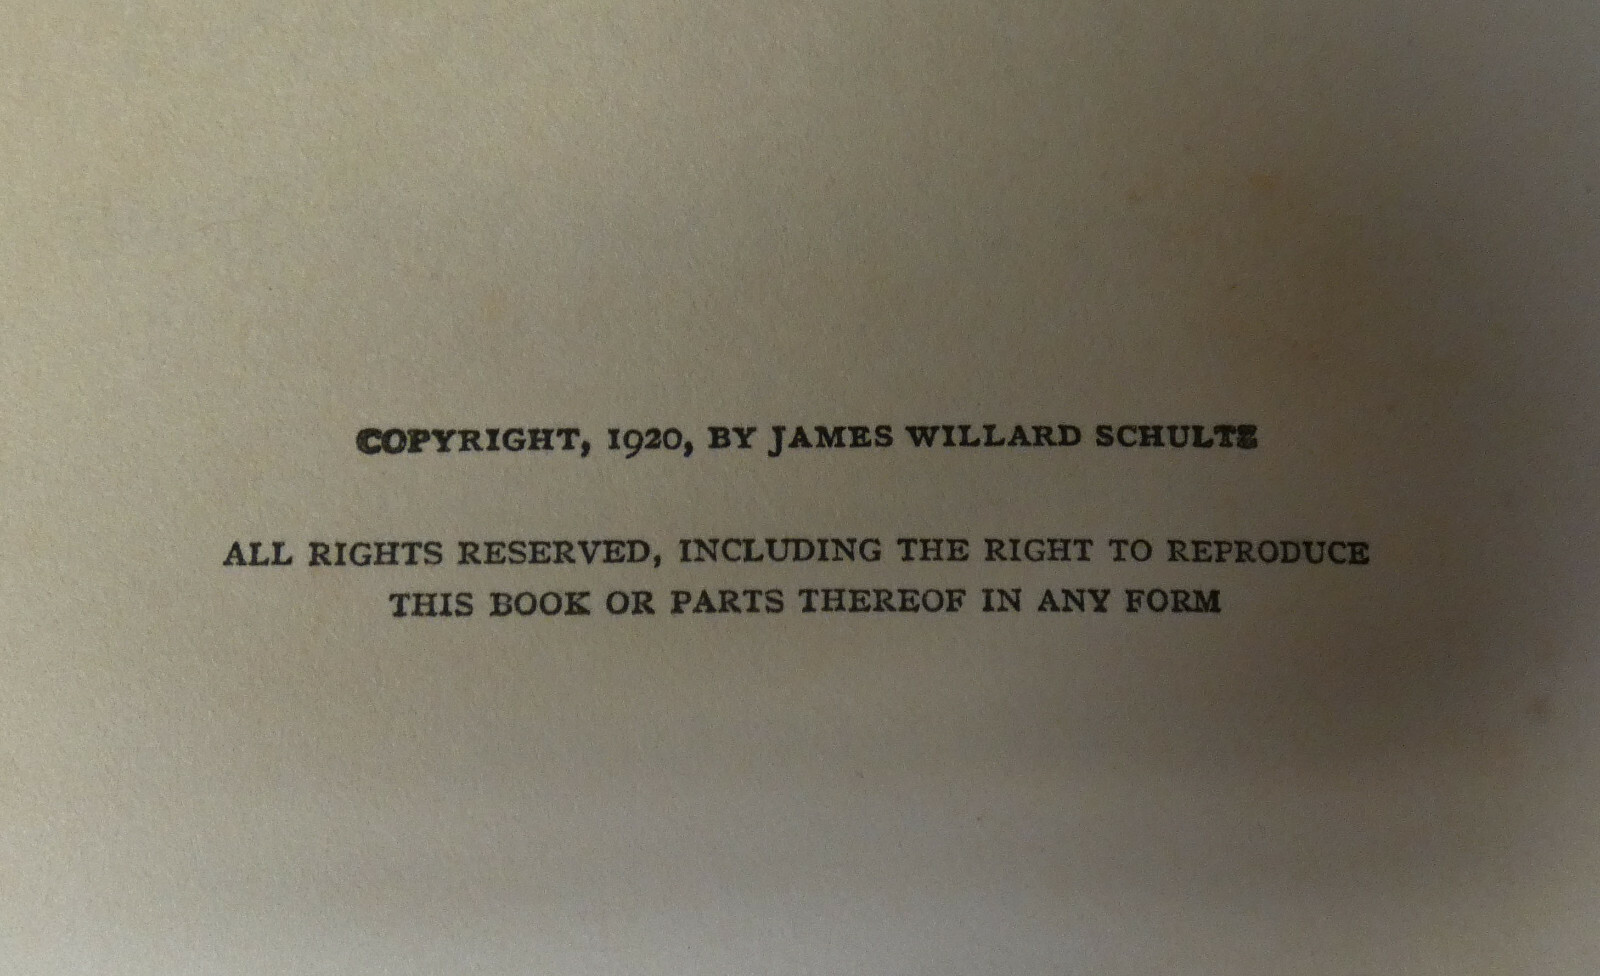 COPYRIGHT, 1920, BY JAMES WILLARD SCHULTZ
ALL RIGHTS RESERVED, INCLUDING THE RIGHT TO REPRODUCE
THIS BOOK OR PARTS THEREOF IN ANY FORM